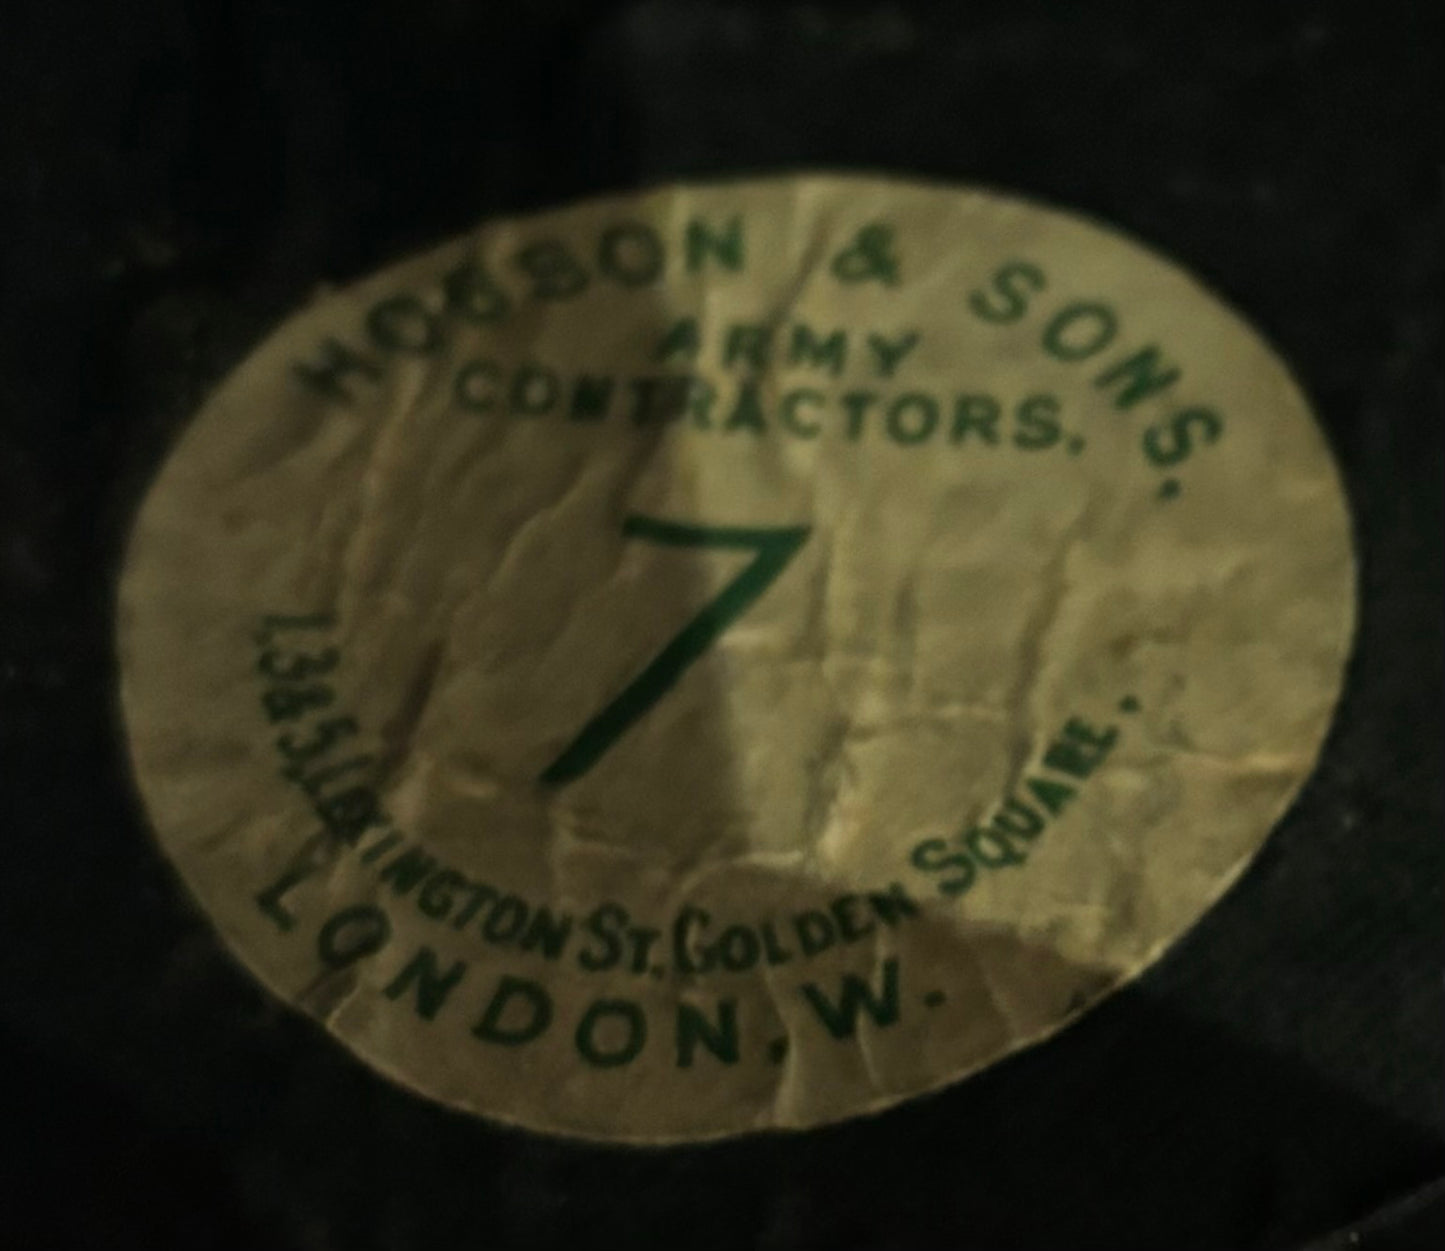 HOBSON & SONS,
ARMY
CONTRACTORS,
7
1,3&5, LEXINGTON ST. GOLDEN SQUARE,
LONDON, W.